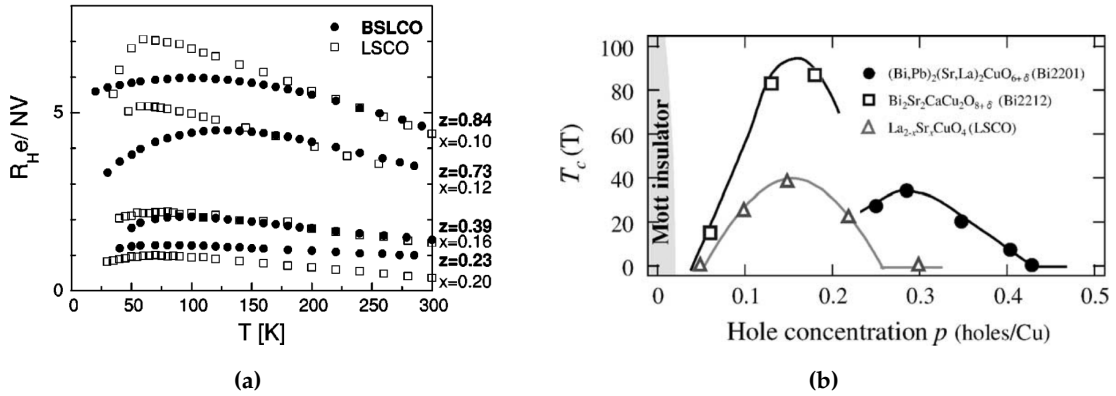 BSLCO
LSCO
R_He/ NV
5
0
z=0.84
x=0.10
z=0.73
x=0.12
z=0.39
x=0.16
z=0.23
x=0.20
0 50 100 150 200 250 300
T [K]
(a)
T_c (T)
100
80
60
40
20
0
Mott insulator
(Bi,Pb)₂(Sr,La)₂CuO₆₊δ (Bi2201)
Bi₂Sr₂CaCu₂O₈₊δ (Bi2212)
La₂₋ₓSrₓCuO₄ (LSCO)
0 0.1 0.2 0.3 0.4 0.5
Hole concentration p (holes/Cu)
(b)